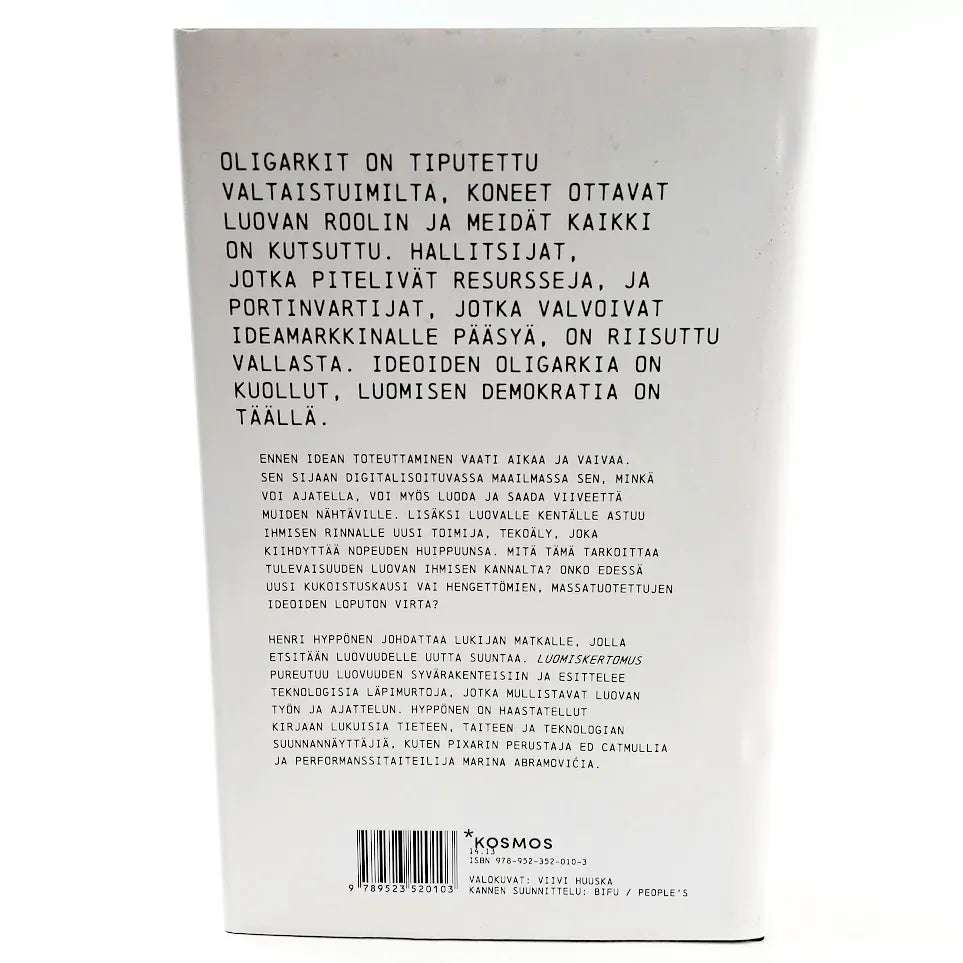 OLIGARKIT ON TIPUTETTU
VALTAISTUIMILTA, KONEET OTTAVAT
LUOVAN ROOLIN JA MEIDÄT KAIKKI
ON KUTSUTTU. HALLITSIJAT,
JOTKA PITELIVÄT RESURSSEJA, JA
PORTINVARTIJAT, JOTKA VALVOIVAT
IDEAMARKKINALLE PÄÄSYÄ, ON RIISUTTU
VALLASTA. IDEOIDEN OLIGARKIA ON
KUOLLUT, LUOMISEN DEMOKRATIA ON
TÄÄLLÄ.
ENNEN IDEAN TOTEUTTAMINEN VAATI AIKAA JA VAIVAA.
SEN SIJAAN DIGITALISOITUVASSA MAAILMASSA SEN, MINKÄ
VOI AJATELLA, VOI MYÖS LUODA JA SAADA VIIVEETTÄ
MUIDEN NÄHTÄVILLE. LISÄKSI LUOVALLE KENTÄLLE ASTUU
IHMISEN RINNALLE UUSI TOIMIJA, TEKOÄLY, JOKA
KIIHDYTTÄÄ NOPEUDEN HUIPPUUNSA. MITÄ TÄMÄ TARKOITTAA
TULEVAISUUDEN LUOVAN IHMISEN KANNALTA? ONKO EDESSÄ
UUSI KUKOISTUSKAUSI VAI HENGETTÖMIEN, MASSATUOTETTUJEN
IDEOIDEN LOPUTON VIRTA?
HENRI HYPPÖNEN JOHDATTAA LUKIJAN MATKALLE, JOLLA
ETSITÄÄN LUOVUUDELLE UUTTA SUUNTAA. LUOMISKERTOMUS
PUREUTUU LUOVUUDEN SYVÄRAKENTEISIIN JA ESITTELEE
TEKNOLOGISIA LÄPIMURTOJA, JOTKA MULLISTAVAT LUOVAN
TYÖN JA AJATTELUN. HYPPÖNEN ON HAASTATELLUT
KIRJAAN LUKUISIA TIETEEN, TAITEEN JA TEKNOLOGIAN
SUUNNANNÄYTTÄJIÄ, KUTEN PIXARIN PERUSTAJA ED CATMULLIA
JA PERFORMANSSITAITEILIJA MARINA ABRAMOVIĆIA.
*KOSMOS
14.13
ISBN 978-952-352-010-3
9 789523 520103
VALOKUVAT: VIIVI HUUSKA
KANNEN SUUNNITTELU: BIFU / PEOPLE'S